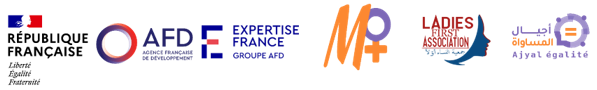 RÉPUBLIQUE
FRANÇAISE
Liberté
Égalité
Fraternité
AFD
AGENCE FRANÇAISE
DE DÉVELOPPEMENT
EXPERTISE
FRANCE
GROUPE AFD
M
LADIES
FIRST
ASSOCIATION
أجيال
المساواة
Ajyal égalité